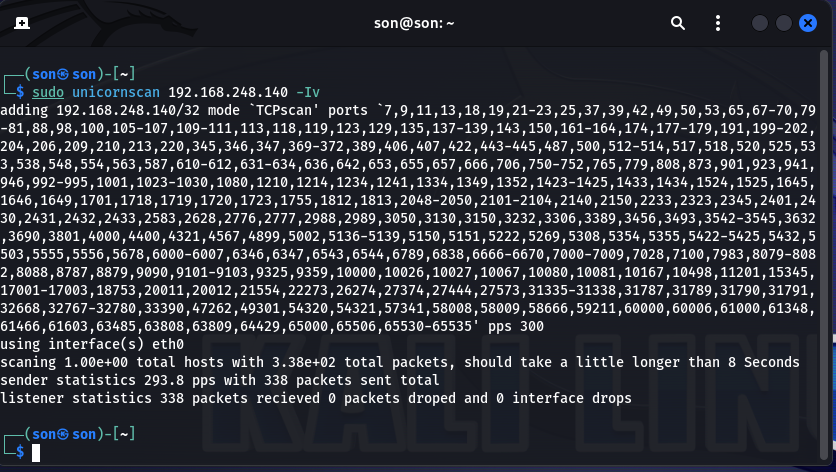 son@son: ~
┌──(son㉿son)-[~]
└─$ sudo unicornscan 192.168.248.140 -Iv
adding 192.168.248.140/32 mode `TCPscan' ports `7,9,11,13,18,19,21-23,25,37,39,42,49,50,53,65,67-70,79
-81,88,98,100,105-107,109-111,113,118,119,123,129,135,137-139,143,150,161-164,174,177-179,191,199-202,
204,206,209,210,213,220,345,346,347,369-372,389,406,407,422,443-445,487,500,512-514,517,518,520,525,53
3,538,548,554,563,587,610-612,631-634,636,642,653,655,657,666,706,750-752,765,779,808,873,901,923,941,
946,992-995,1001,1023-1030,1080,1210,1214,1234,1241,1334,1349,1352,1423-1425,1433,1434,1524,1525,1645,
1646,1649,1701,1718,1719,1720,1723,1755,1812,1813,2048-2050,2101-2104,2140,2150,2233,2323,2345,2401,2
430,2431,2432,2433,2583,2628,2776,2777,2988,2989,3050,3130,3150,3232,3306,3389,3456,3493,3542-3545,3632
,3690,3801,4000,4400,4321,4567,4899,5002,5136-5139,5150,5151,5222,5269,5308,5354,5355,5422-5425,5432,5
503,5555,5556,5678,6000-6007,6346,6347,6543,6544,6789,6838,6666-6670,7000-7009,7028,7100,7983,8079-808
2,8088,8787,8879,9090,9101-9103,9325,9359,10000,10026,10027,10067,10080,10081,10167,10498,11201,15345,
17001-17003,18753,20011,20012,21554,22273,26274,27374,27444,27573,31335-31338,31787,31789,31790,31791,
32668,32767-32780,33390,47262,49301,54320,54321,57341,58008,58009,58666,59211,60000,60006,61000,61348,
61466,61603,63485,63808,63809,64429,65000,65506,65530-65535' pps 300
using interface(s) eth0
scaning 1.00e+00 total hosts with 3.38e+02 total packets, should take a little longer than 8 Seconds
sender statistics 293.8 pps with 338 packets sent total
listener statistics 338 packets recieved 0 packets droped and 0 interface drops
┌──(son㉿son)-[~]
└─$
KALI LINU